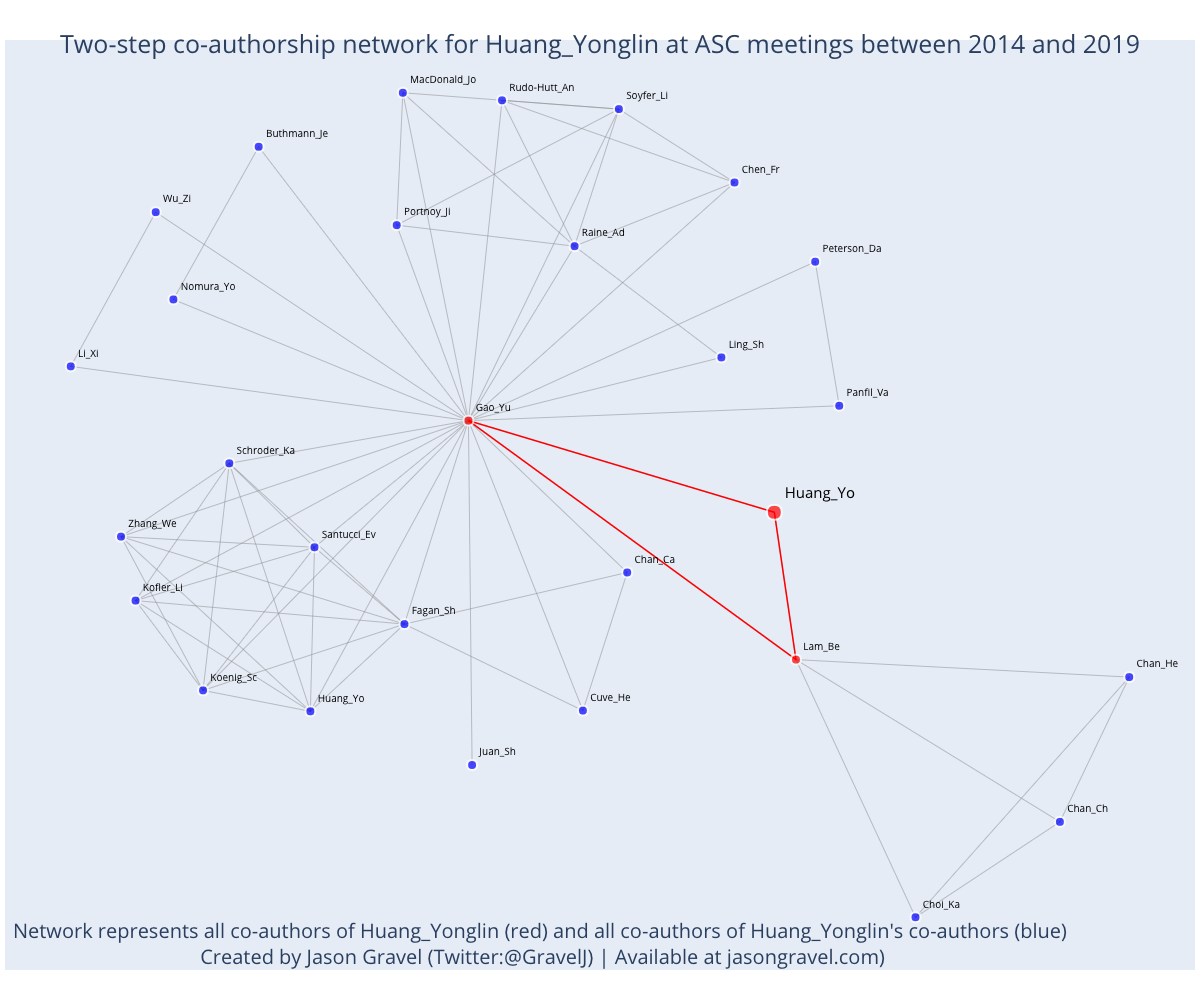 Two-step co-authorship network for Huang_Yonglin at ASC meetings between 2014 and 2019
MacDonald_Jo
Rudo-Hutt_An
Soyfer_Li
Buthmann_Je
Chen_Fr
Wu_Zi
Portnoy_Ji
Raine_Ad
Peterson_Da
Nomura_Yo
Ling_Sh
Li_Xi
Panfil_Va
Gao_Yu
Schroder_Ka
Huang_Yo
Zhang_We
Santucci_Ev
Chan_Ca
Kofler_Li
Fagan_Sh
Lam_Be
Chan_He
Koenig_Sc
Huang_Yo
Cuve_He
Juan_Sh
Chan_Ch
Choi_Ka
Network represents all co-authors of Huang_Yonglin (red) and all co-authors of Huang_Yonglin's co-authors (blue)
Created by Jason Gravel (Twitter:@GravelJ) | Available at jasongravel.com)